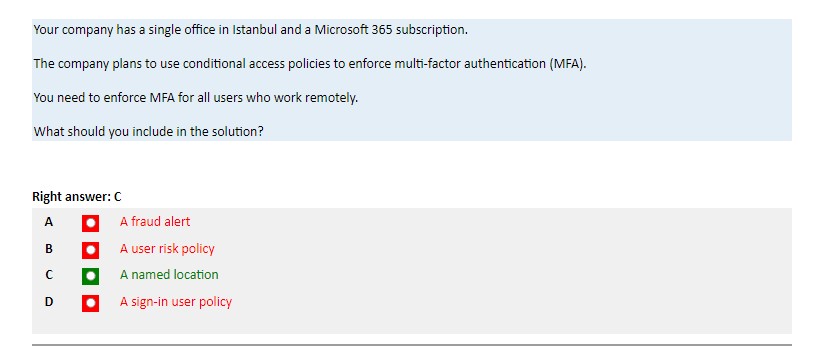 Your company has a single office in Istanbul and a Microsoft 365 subscription.
The company plans to use conditional access policies to enforce multi-factor authentication (MFA).
You need to enforce MFA for all users who work remotely.
What should you include in the solution?
Right answer: C
A A fraud alert
B A user risk policy
C A named location
D A sign-in user policy